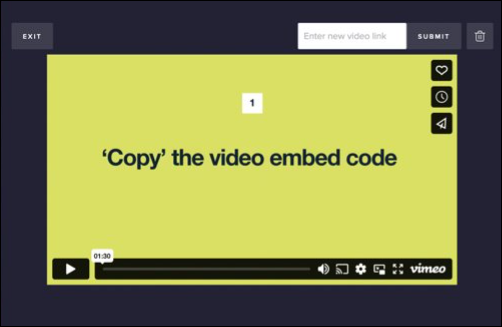 EXIT
Enter new video link
SUBMIT
1
‘Copy’ the video embed code
01:30
vimeo